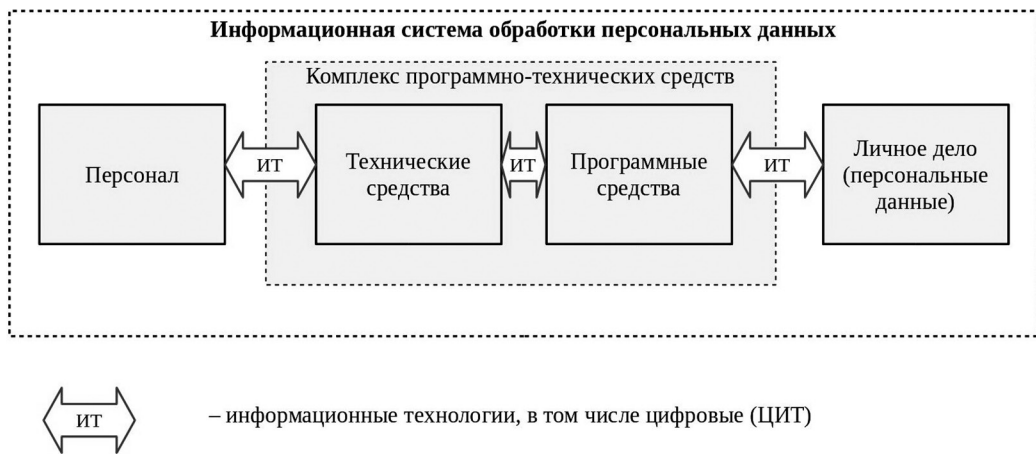 Информационная система обработки персональных данных
Комплекс программно-технических средств
Персонал
ИТ
Технические
средства
ИТ
Программные
средства
ИТ
Личное дело
(персональные
данные)
ИТ
– информационные технологии, в том числе цифровые (ЦИТ)